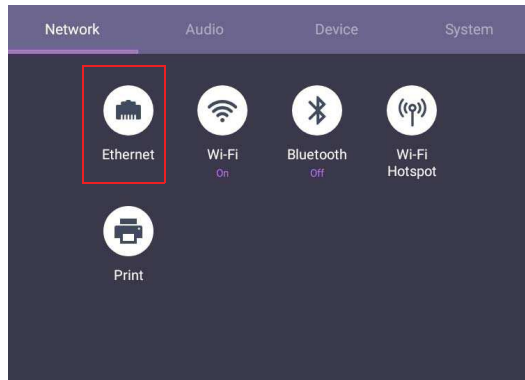 Network Audio Device System
Ethernet Wi-Fi Bluetooth Wi-Fi
On Off Hotspot
Print